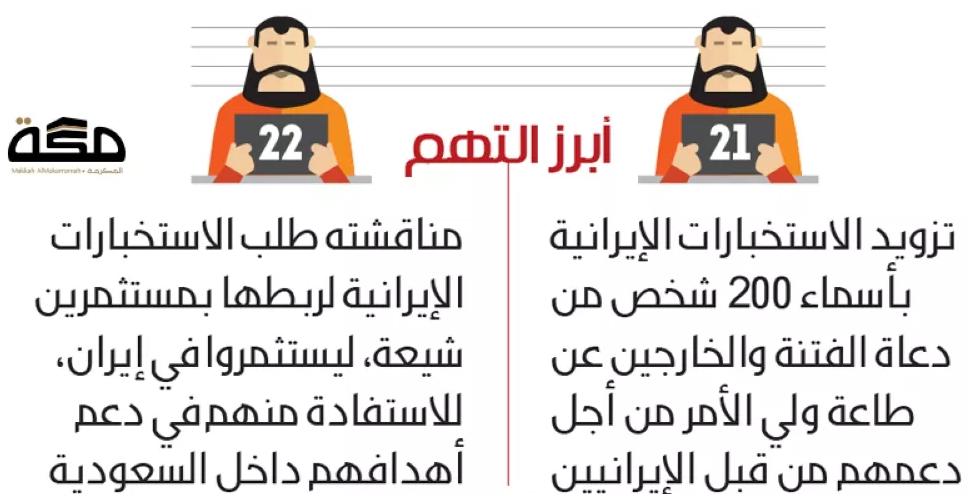 مكة
المكرمة • Makkah AlMokarramah
أبرز التهم
21
تزويد الاستخبارات الإيرانية
بأسماء 200 شخص من
دعاة الفتنة والخارجين عن
طاعة ولي الأمر من أجل
دعمهم من قبل الإيرانيين
22
مناقشته طلب الاستخبارات
الإيرانية لربطها بمستثمرين
شيعة، ليستثمروا في إيران،
للاستفادة منهم في دعم
أهدافهم داخل السعودية